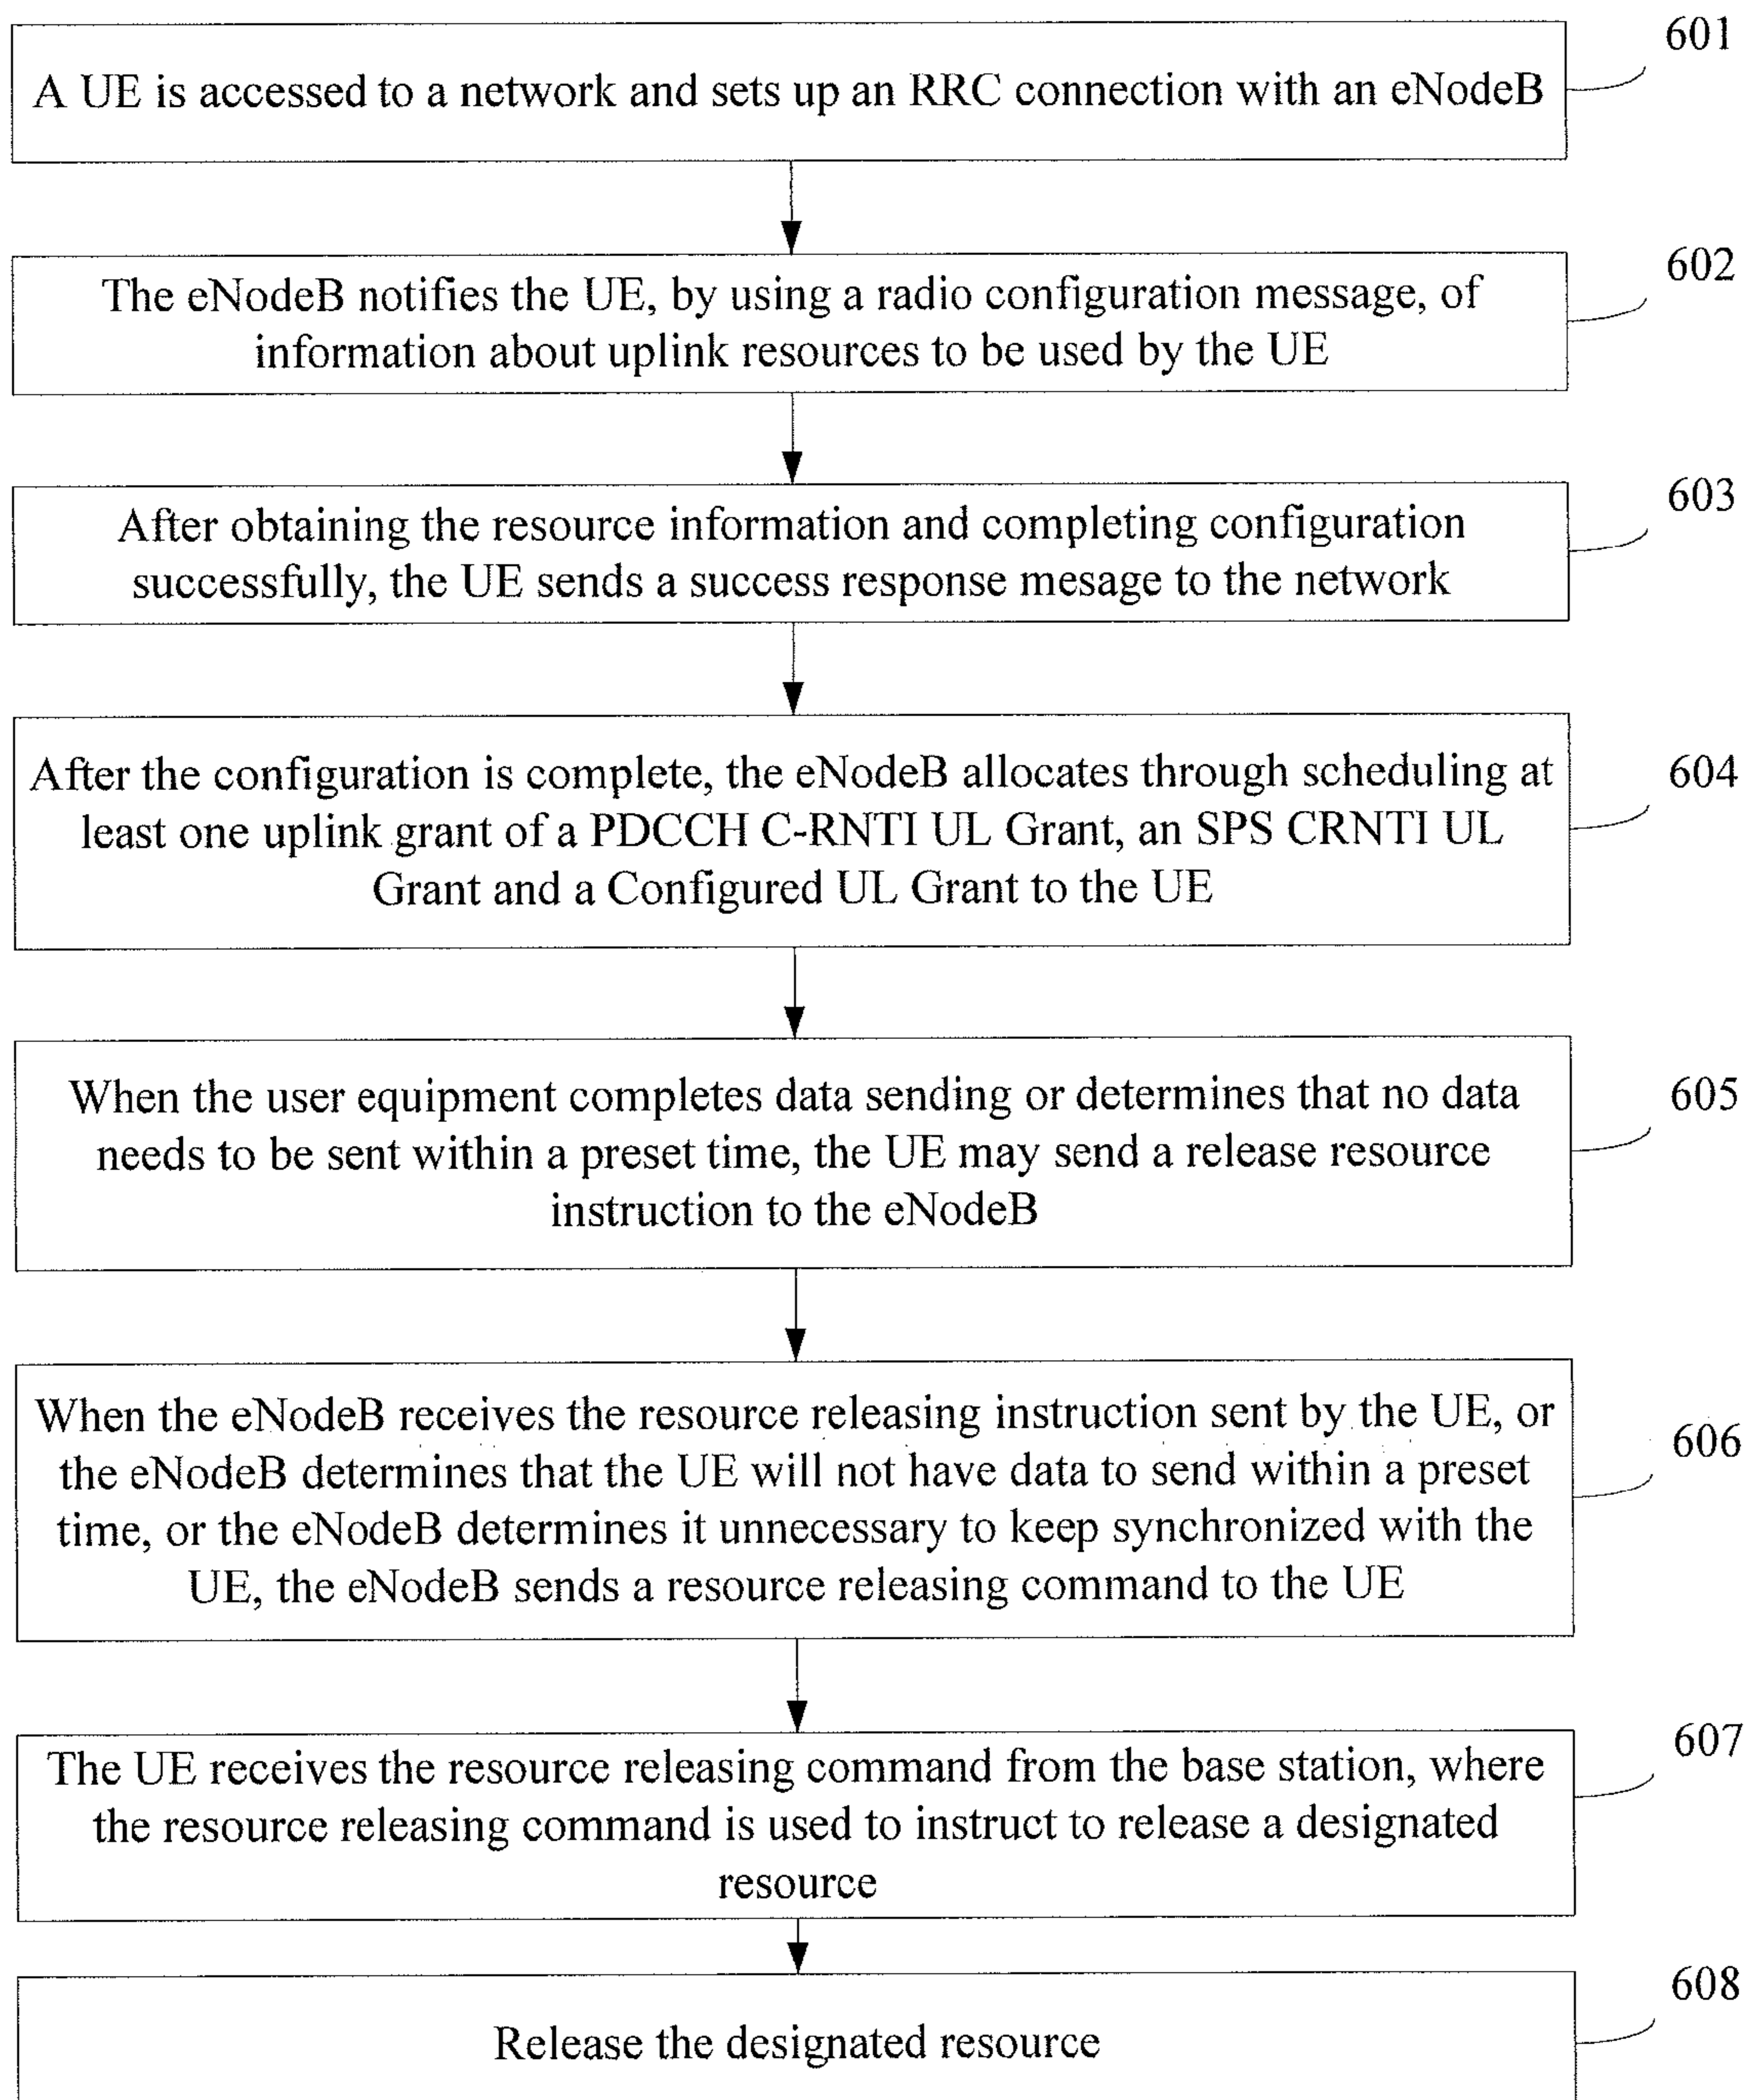 601
A UE is accessed to a network and sets up an RRC connection with an eNodeB
602
The eNodeB notifies the UE, by using a radio configuration message, of
information about uplink resources to be used by the UE
603
After obtaining the resource information and completing configuration
successfully, the UE sends a success response mesage to the network
604
After the configuration is complete, the eNodeB allocates through scheduling at
least one uplink grant of a PDCCH C-RNTI UL Grant, an SPS CRNTI UL
Grant and a Configured UL Grant to the UE
605
When the user equipment completes data sending or determines that no data
needs to be sent within a preset time, the UE may send a release resource
instruction to the eNodeB
606
When the eNodeB receives the resource releasing instruction sent by the UE, or
the eNodeB determines that the UE will not have data to send within a preset
time, or the eNodeB determines it unnecessary to keep synchronized with the
UE, the eNodeB sends a resource releasing command to the UE
607
The UE receives the resource releasing command from the base station, where
the resource releasing command is used to instruct to release a designated
resource
608
Release the designated resource